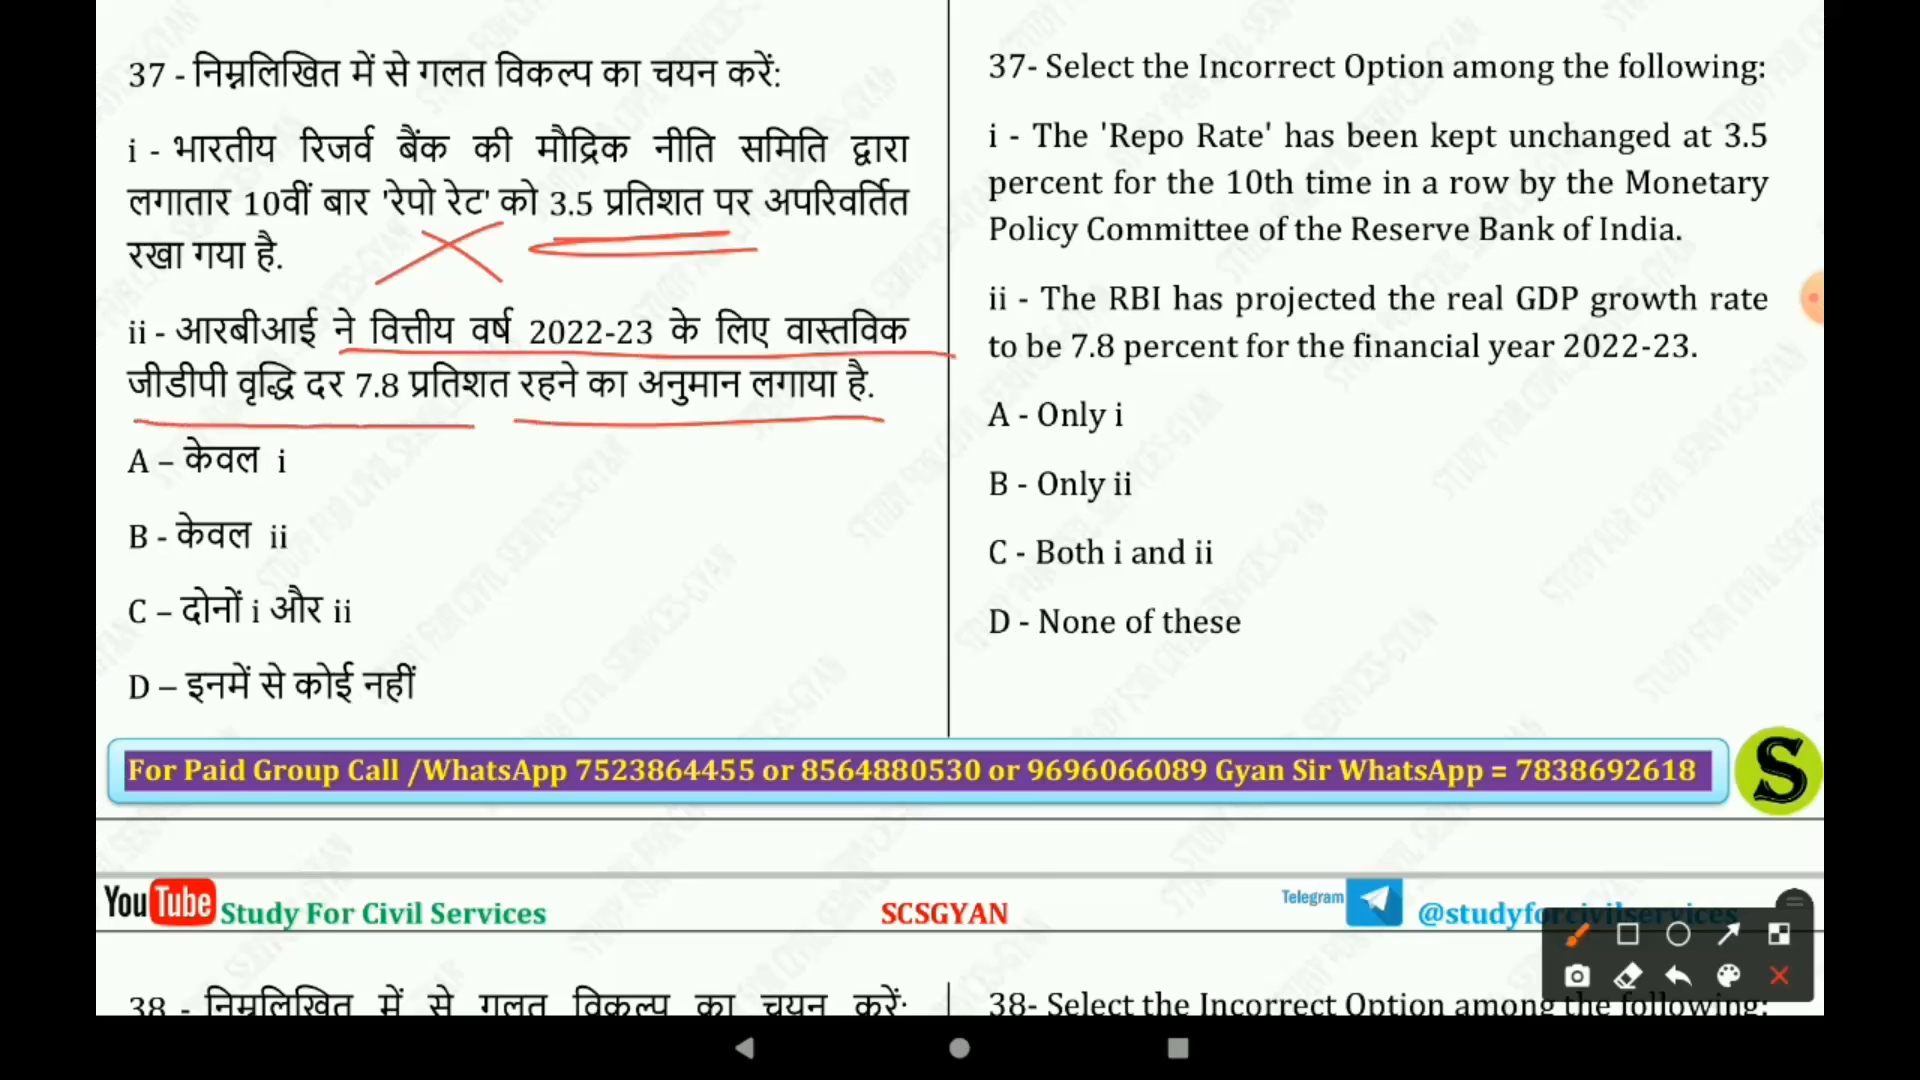 37 - निम्नलिखित में से गलत विकल्प का चयन करें:
i - भारतीय रिजर्व बैंक की मौद्रिक नीति समिति द्वारा
लगातार 10वीं बार 'रेपो रेट' को 3.5 प्रतिशत पर अपरिवर्तित
रखा गया है.
ii - आरबीआई ने वित्तीय वर्ष 2022-23 के लिए वास्तविक
जीडीपी वृद्धि दर 7.8 प्रतिशत रहने का अनुमान लगाया है.
A – केवल i
B - केवल ii
C – दोनों i और ii
D – इनमें से कोई नहीं
37- Select the Incorrect Option among the following:
i - The 'Repo Rate' has been kept unchanged at 3.5
percent for the 10th time in a row by the Monetary
Policy Committee of the Reserve Bank of India.
ii - The RBI has projected the real GDP growth rate
to be 7.8 percent for the financial year 2022-23.
A - Only i
B - Only ii
C - Both i and ii
D - None of these
For Paid Group Call /WhatsApp 7523864455 or 8564880530 or 9696066089 Gyan Sir WhatsApp = 7838692618
S
YouTube Study For Civil Services
SCSGYAN
Telegram @studyforcivilservices
38 - निम्नलिखित में से गलत विकल्प का चयन करें:
38- Select the Incorrect Option among the following: